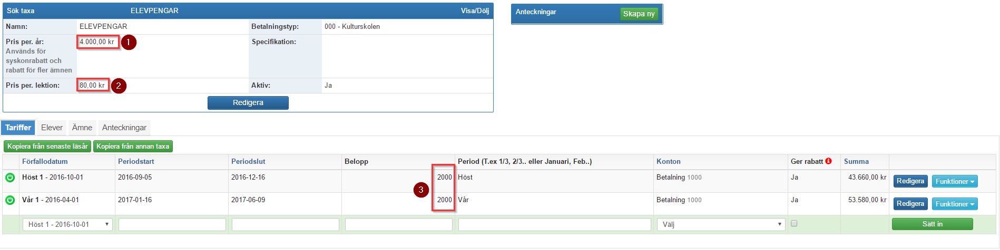 Sök taxa ELEVPENGAR Visa/Dölj
Namn: ELEVPENGAR Betalningstyp: 000 - Kulturskolen
Pris per. år: 4.000,00 kr 1 Specifikation:
Används för
syskonrabatt och
rabatt för fler ämnen
Pris per. lektion: 80,00 kr 2 Aktiv: Ja
Redigera
Anteckningar Skapa ny
Tariffer Elever Ämne Anteckningar
Kopiera från senaste läsår Kopiera från annan taxa
Förfallodatum Periodstart Periodslut Belopp Period (T.ex 1/3, 2/3.. eller Januari, Feb..) Konton Ger rabatt Summa
Höst 1 - 2016-10-01 2016-09-05 2016-12-16 2000 Höst Betalning 1000 Ja 43.660,00 kr Redigera Funktioner
3
Vår 1 - 2016-04-01 2017-01-16 2017-06-09 2000 Vår Betalning 1000 Ja 53.580,00 kr Redigera Funktioner
Höst 1 - 2016-10-01 Välj Sätt in